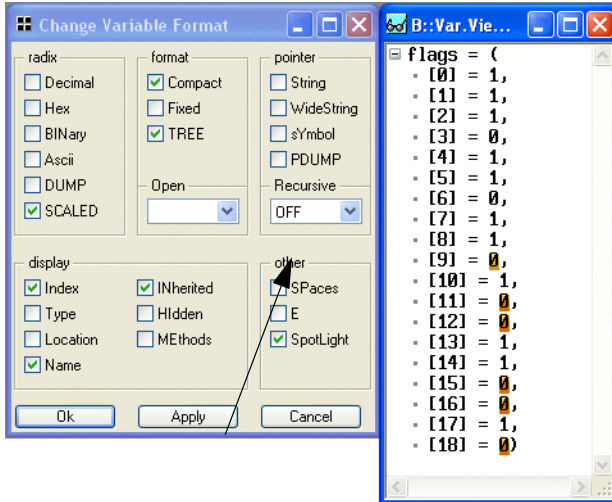 Change Variable Format
radix
Decimal
Hex
BINary
Ascii
DUMP
SCALED
format
Compact
Fixed
TREE
Open
pointer
String
WideString
sYmbol
PDUMP
Recursive
OFF
display
Index
Type
Location
Name
INherited
HIdden
MEthods
other
SPaces
E
SpotLight
Ok
Apply
Cancel
B::Var.Vie...
flags = (
[0] = 1,
[1] = 1,
[2] = 1,
[3] = 0,
[4] = 1,
[5] = 1,
[6] = 0,
[7] = 1,
[8] = 1,
[9] = 0,
[10] = 1,
[11] = 0,
[12] = 0,
[13] = 1,
[14] = 1,
[15] = 0,
[16] = 0,
[17] = 1,
[18] = 0)